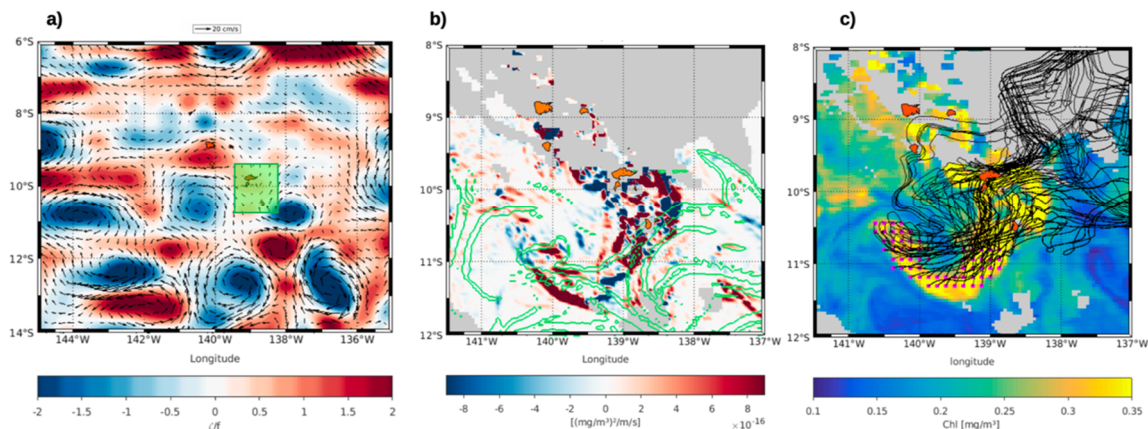 a)
20 cm/s
6°S
8°S
10°S
12°S
14°S
144°W
142°W
140°W
138°W
136°W
Longitude
-2
-1.5
-1
-0.5
0
0.5
1
1.5
2
ζ/f
b)
8°S
9°S
10°S
11°S
12°S
141°W
140°W
139°W
138°W
137°W
Longitude
-8
-6
-4
-2
0
2
4
6
8
[(mg/m³)²/m/s]
×10⁻¹⁶
c)
8°S
9°S
10°S
11°S
12°S
141°W
140°W
139°W
138°W
137°W
longitude
0.1
0.15
0.2
0.25
0.3
0.35
Chl [mg/m³]